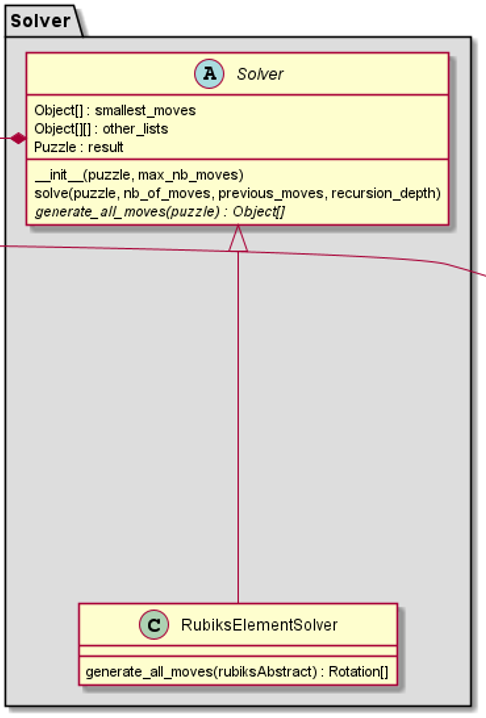 Solver
A Solver
Object[] : smallest_moves
Object[][] : other_lists
Puzzle : result
__init__(puzzle, max_nb_moves)
solve(puzzle, nb_of_moves, previous_moves, recursion_depth)
generate_all_moves(puzzle) : Object[]
C RubiksElementSolver
generate_all_moves(rubiksAbstract) : Rotation[]